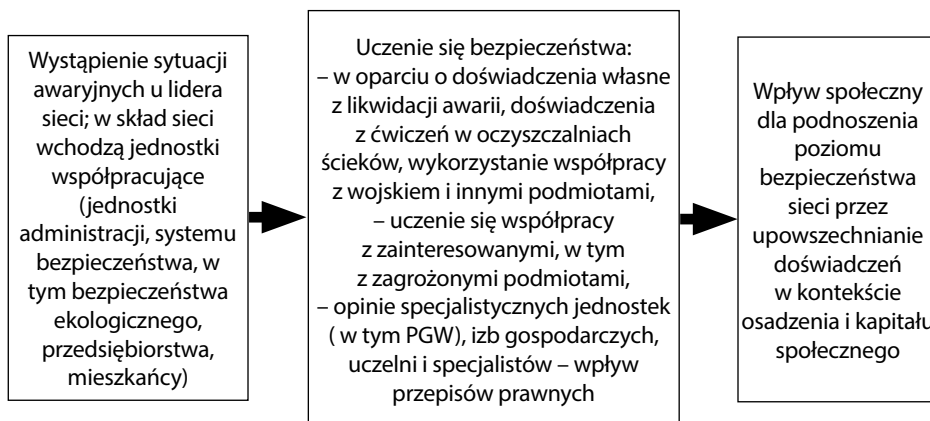 Wystąpienie sytuacji
awaryjnych u lidera
sieci; w skład sieci
wchodzą jednostki
współpracujące
(jednostki
administracji, systemu
bezpieczeństwa, w
tym bezpieczeństwa
ekologicznego,
przedsiębiorstwa,
mieszkańcy)
Uczenie się bezpieczeństwa:
– w oparciu o doświadczenia własne
z likwidacji awarii, doświadczenia
z ćwiczeń w oczyszczalniach
ścieków, wykorzystanie współpracy
z wojskiem i innymi podmiotami,
– uczenie się współpracy
z zainteresowanymi, w tym
z zagrożonymi podmiotami,
– opinie specjalistycznych jednostek
( w tym PGW), izb gospodarczych,
uczelni i specjalistów – wpływ
przepisów prawnych
Wpływ społeczny
dla podnoszenia
poziomu
bezpieczeństwa
sieci przez
upowszechnianie
doświadczeń
w kontekście
osadzenia i kapitału
społecznego